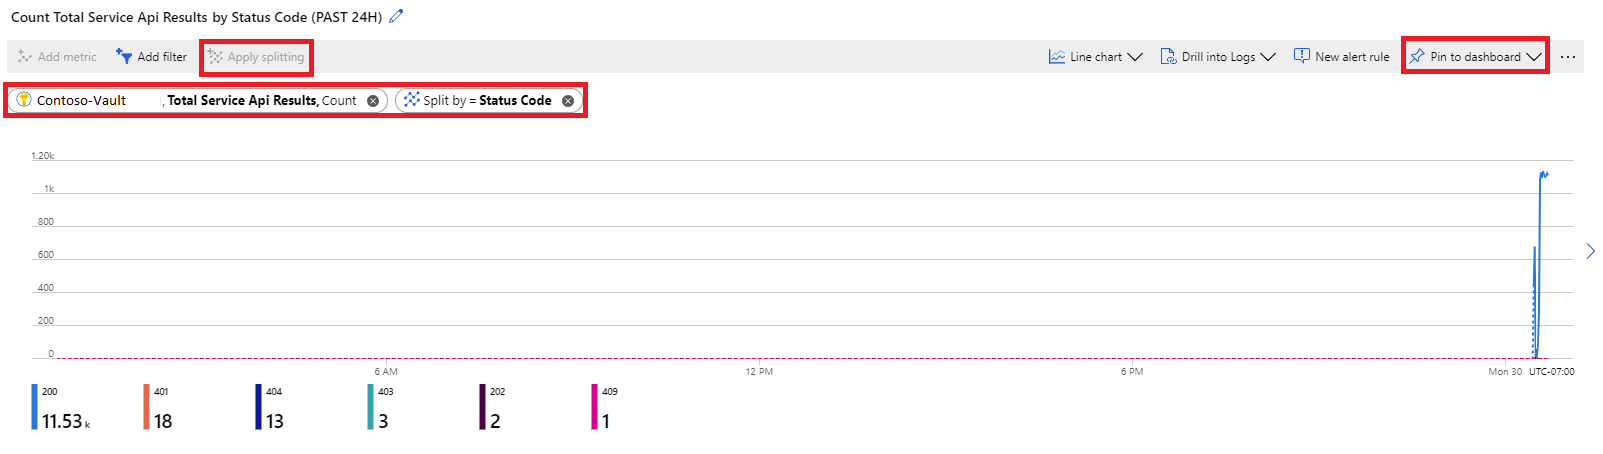 Count Total Service Api Results by Status Code (PAST 24H)
Add metric Add filter Apply splitting Line chart Drill into Logs New alert rule Pin to dashboard ...
Contoso-Vault , Total Service Api Results, Count Split by = Status Code
1.20k
1k
800
600
400
200
0
6 AM 12 PM 6 PM Mon 30 UTC-07:00
200 401 404 403 202 409
11.53 k 18 13 3 2 1